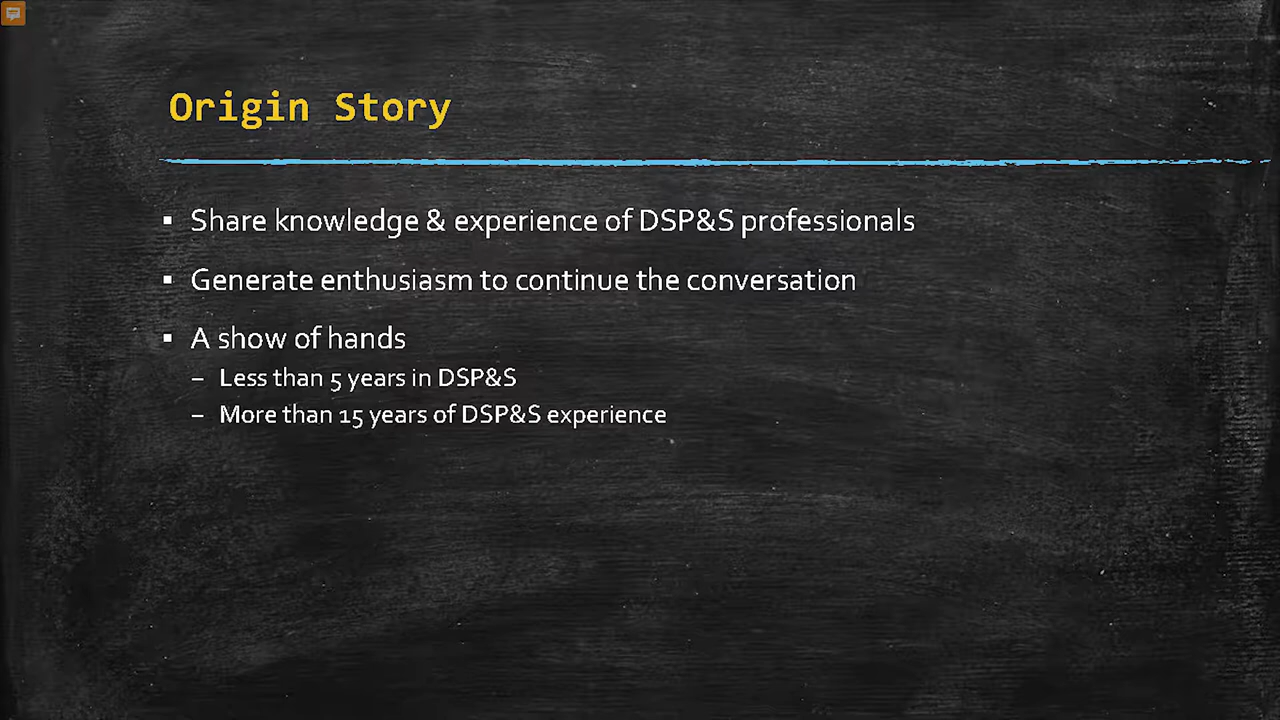 Origin Story
Share knowledge & experience of DSP&S professionals
Generate enthusiasm to continue the conversation
A show of hands
– Less than 5 years in DSP&S
– More than 15 years of DSP&S experience